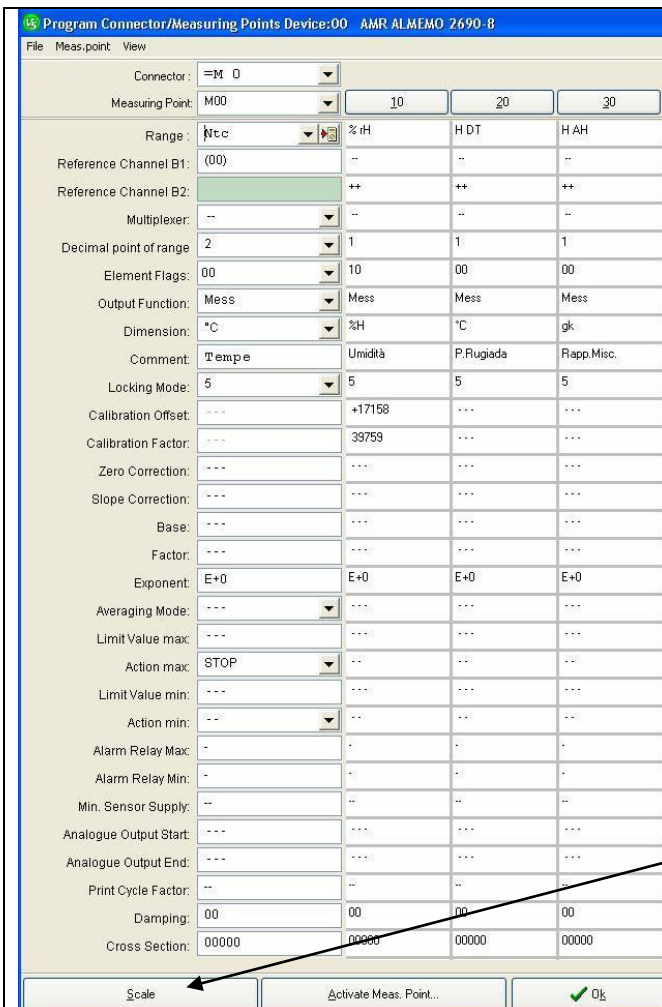 Program Connector/Measuring Points Device:00 AMR ALMEMO 2690-8
File Meas.point View
Connector : =M 0
Measuring Point: M00 10 20 30
Range : Ntc % rH H DT H AH
Reference Channel B1: (00) -- -- --
Reference Channel B2: ++ ++ ++
Multiplexer: -- -- -- --
Decimal point of range 2 1 1 1
Element Flags: 00 10 00 00
Output Function: Mess Mess Mess Mess
Dimension: °C %H °C gk
Comment: Tempe Umidità P.Rugiada Rapp.Misc.
Locking Mode: 5 5 5 5
Calibration Offset: --- +17158 --- ---
Calibration Factor: --- 39759 --- ---
Zero Correction: --- --- --- ---
Slope Correction: --- --- --- ---
Base: --- --- --- ---
Factor: --- --- --- ---
Exponent: E+0 E+0 E+0 E+0
Averaging Mode: --- --- --- ---
Limit Value max: --- --- --- ---
Action max: STOP -- -- --
Limit Value min: --- --- --- ---
Action min: -- -- -- --
Alarm Relay Max: - - - -
Alarm Relay Min: - - - -
Min. Sensor Supply: -- -- -- --
Analogue Output Start: --- --- --- ---
Analogue Output End: --- --- --- ---
Print Cycle Factor: -- -- -- --
Damping: 00 00 00 00
Cross Section: 00000 00000 00000 00000
Scale Activate Meas. Point... Ok